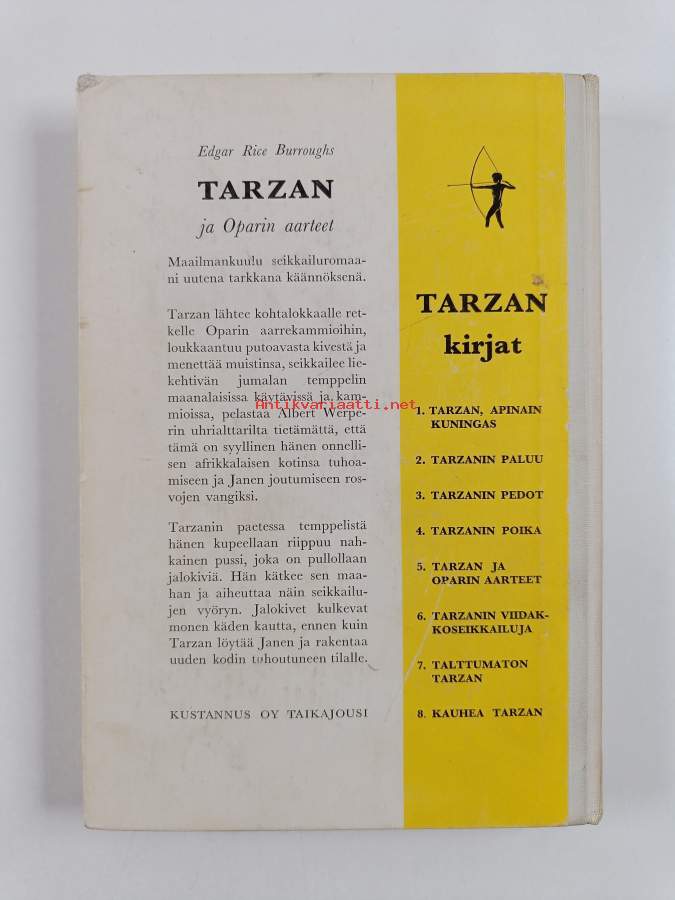 Edgar Rice Burroughs
TARZAN
ja Oparin aarteet
Maailmankuulu seikkailuromaa-
ni uutena tarkkana käännöksenä.
Tarzan lähtee kohtalokkaalle ret-
kelle Oparin aarrekammioihin,
loukkaantuu putoavasta kivestä ja
menettää muistinsa, seikkailee lie-
kehtivän jumalan temppelin
maanalaisissa käytävissä ja kam-
mioissa, pelastaa Albert Werpe-
rin uhrialttarilta tietämättä, että
tämä on syyllinen hänen onnelli-
sen afrikkalaisen kotinsa tuhoa-
miseen ja Janen joutumiseen ros-
vojen vangiksi.
Tarzanin paetessa temppelistä
hänen kupeellaan riippuu nah-
kainen pussi, joka on pullollaan
jalokiviä. Hän kätkee sen maa-
han ja aiheuttaa näin seikkailu-
jen vyöryn. Jalokivet kulkevat
monen käden kautta, ennen kuin
Tarzan löytää Janen ja rakentaa
uuden kodin tuhoutuneen tilalle.
KUSTANNUS OY TAIKAJOUSI
TARZAN
kirjat
1. TARZAN, APINAIN
KUNINGAS
2. TARZANIN PALUU
3. TARZANIN PEDOT
4. TARZANIN POIKA
5. TARZAN JA
OPARIN AARTEET
6. TARZANIN VIIDAK-
KOSEIKKAILUJA
7. TALTTUMATON
TARZAN
8. KAUHEA TARZAN
Antikvariaatti.net